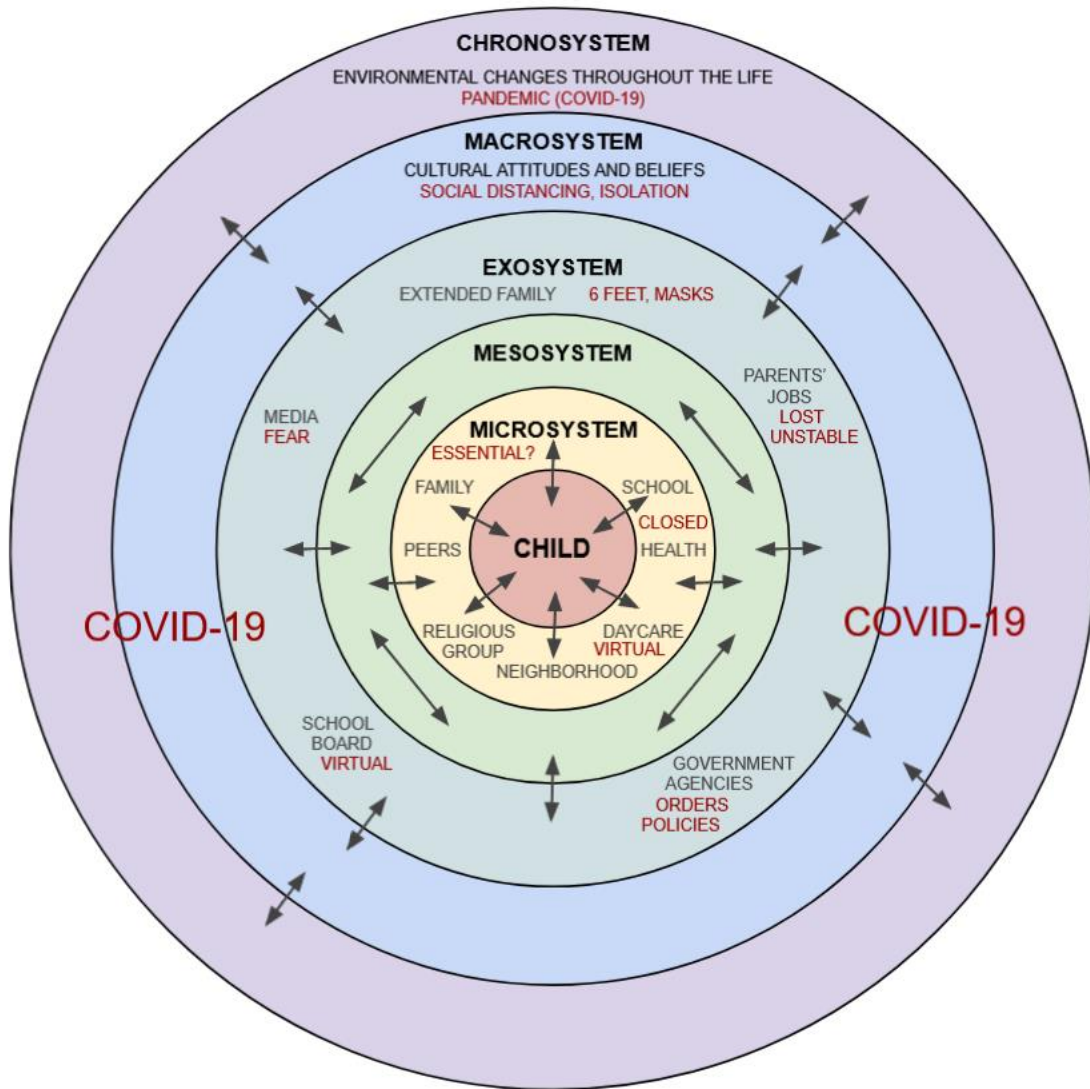 CHRONOSYSTEM
ENVIRONMENTAL CHANGES THROUGHOUT THE LIFE
PANDEMIC (COVID-19)
MACROSYSTEM
CULTURAL ATTITUDES AND BELIEFS
SOCIAL DISTANCING, ISOLATION
EXOSYSTEM
EXTENDED FAMILY 6 FEET, MASKS
MESOSYSTEM
PARENTS'
JOBS
LOST
UNSTABLE
MEDIA
FEAR
MICROSYSTEM
ESSENTIAL?
FAMILY
SCHOOL
CLOSED
PEERS
CHILD
HEALTH
RELIGIOUS
GROUP
DAYCARE
VIRTUAL
NEIGHBORHOOD
COVID-19
COVID-19
SCHOOL
BOARD
VIRTUAL
GOVERNMENT
AGENCIES
ORDERS
POLICIES